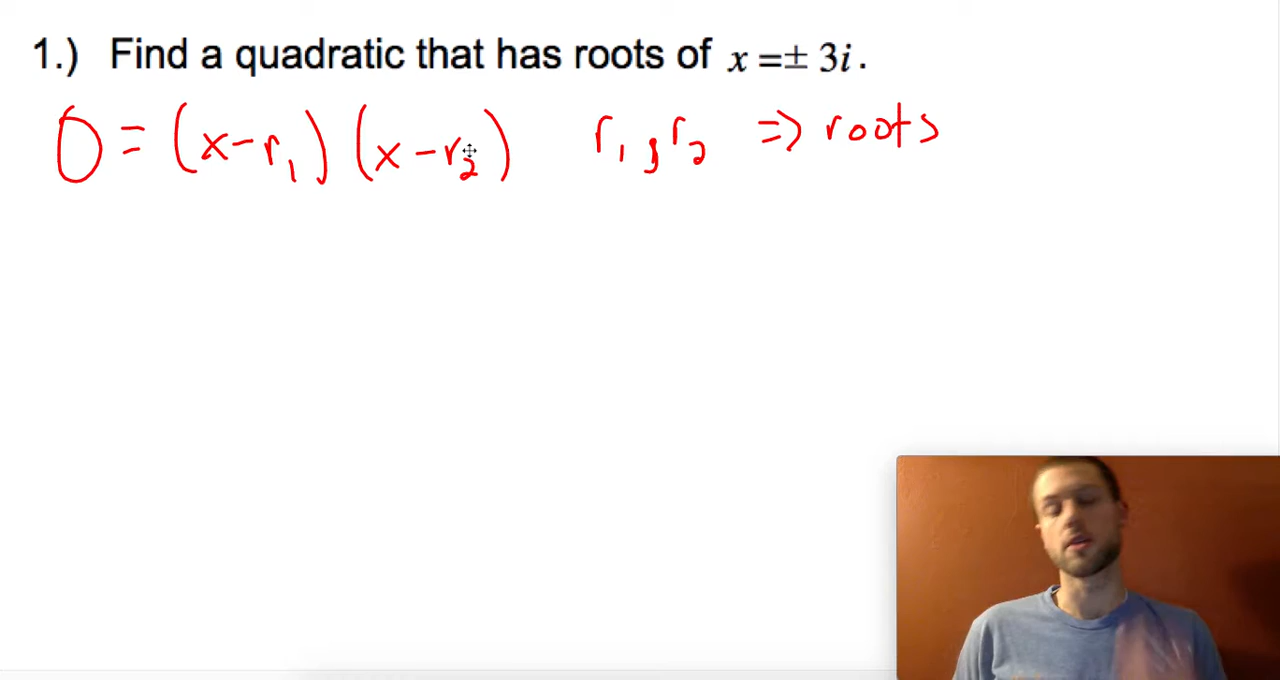 1.) Find a quadratic that has roots of x =± 3i .
0 = (x-r₁) (x-r₂) r₁, r₂ => roots